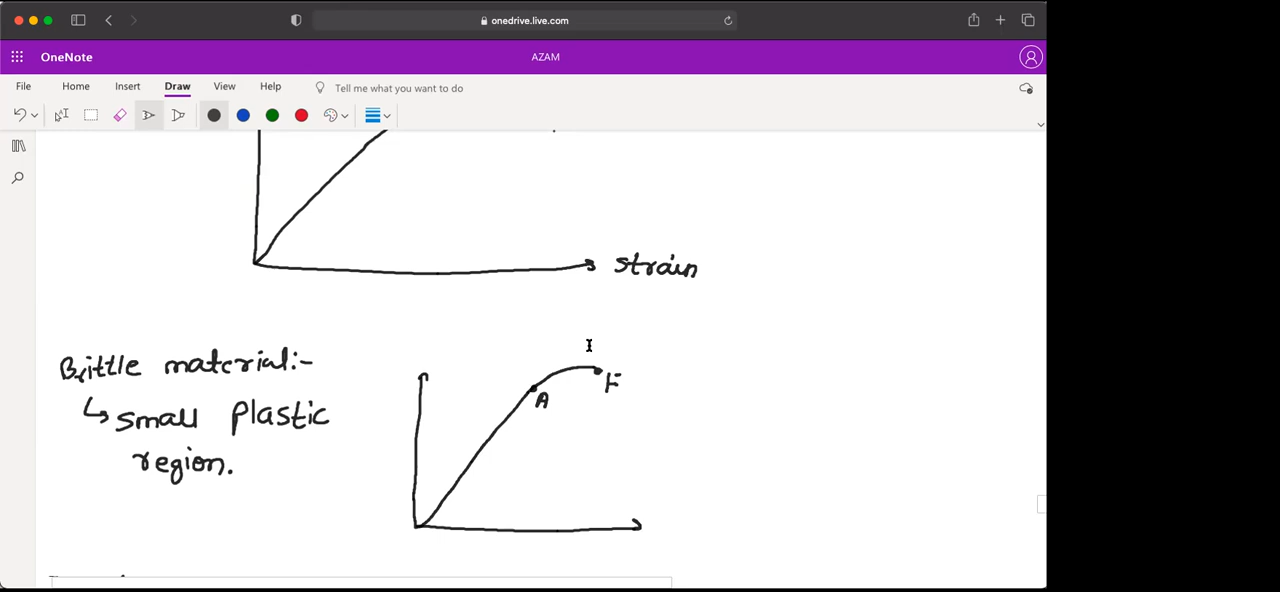 onedrive.live.com
OneNote
AZAM
File Home Insert Draw View Help Tell me what you want to do
strain
Brittle material:-
↳ small plastic
region.
A
F